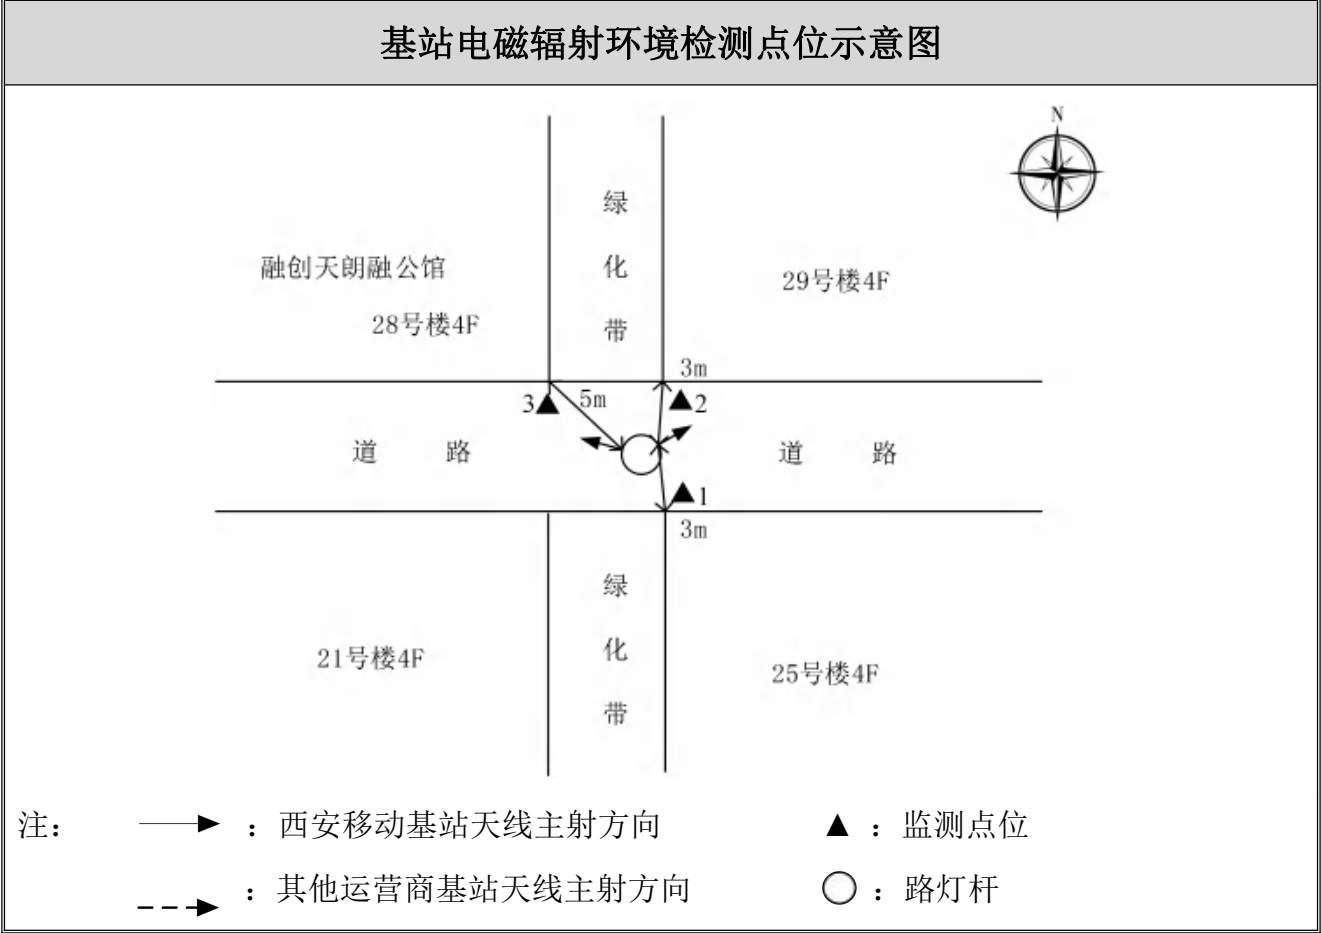 基站电磁辐射环境检测点位示意图
N
绿
化
带
融创天朗融公馆
28号楼4F
29号楼4F
3m
3
5m
2
道 路
道 路
1
3m
绿
化
带
21号楼4F
25号楼4F
注：
：西安移动基站天线主射方向
：监测点位
：其他运营商基站天线主射方向
：路灯杆